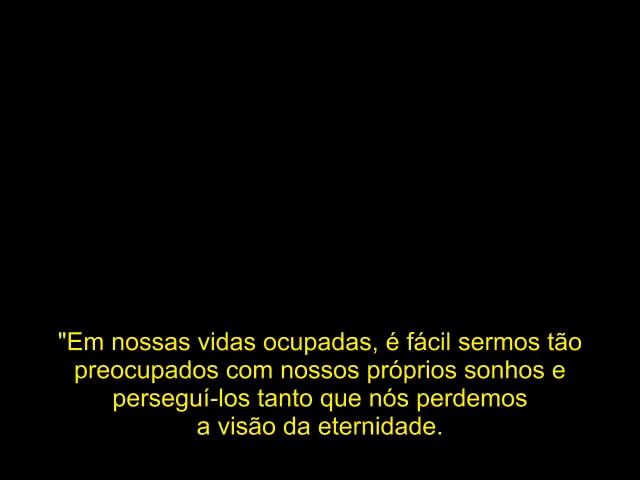 "Em nossas vidas ocupadas, é fácil sermos tão
preocupados com nossos próprios sonhos e
perseguí-los tanto que nós perdemos
a visão da eternidade.